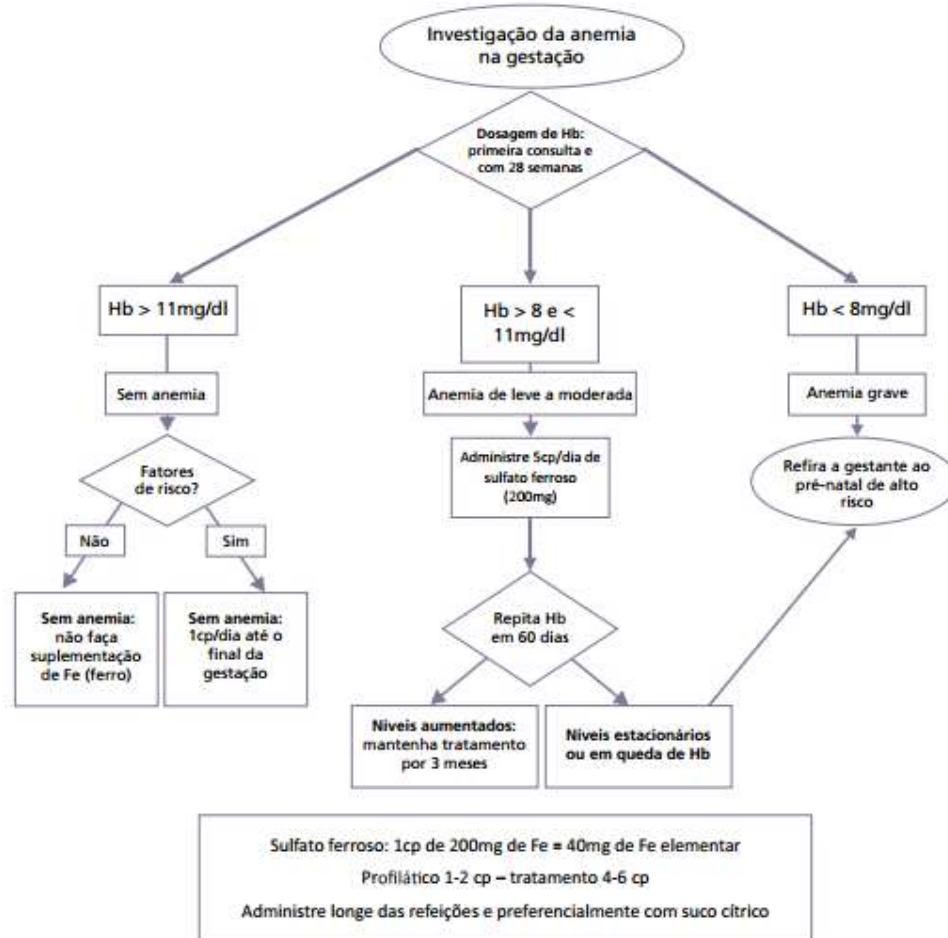 Investigação da anemia
na gestação
Dosagem de Hb:
primeira consulta e
com 28 semanas
Hb > 11mg/dl
Hb > 8 e <
11mg/dl
Hb < 8mg/dl
Sem anemia
Anemia de leve a moderada
Anemia grave
Fatores
de risco?
Administre 5cp/dia de
sulfato ferroso
(200mg)
Refira a gestante ao
pré-natal de alto
risco
Não
Sim
Sem anemia:
não faça
suplementação
de Fe (ferro)
Sem anemia:
1cp/dia até o
final da
gestação
Repita Hb
em 60 dias
Níveis aumentados:
mantenha tratamento
por 3 meses
Níveis estacionários
ou em queda de Hb
Sulfato ferroso: 1cp de 200mg de Fe = 40mg de Fe elementar
Profilático 1-2 cp – tratamento 4-6 cp
Administre longe das refeições e preferencialmente com suco cítrico